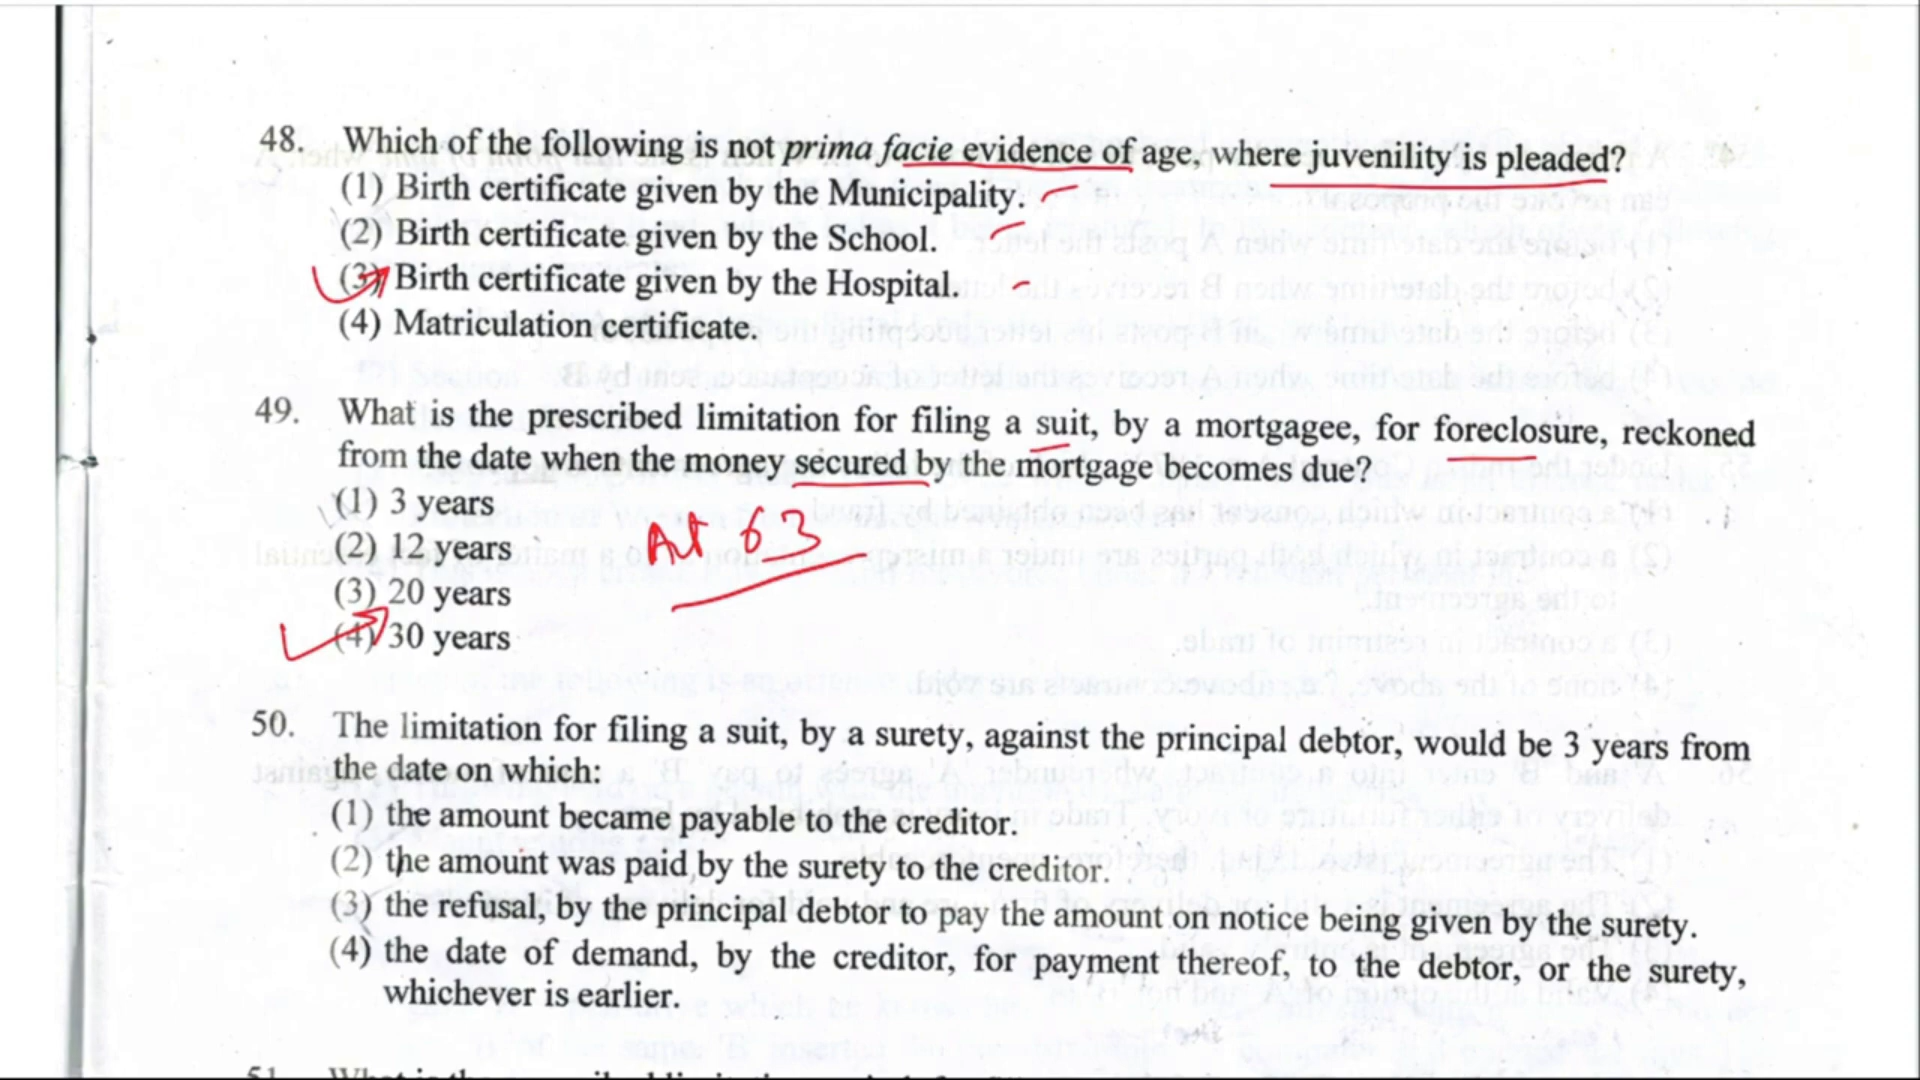 48. Which of the following is not prima facie evidence of age, where juvenility is pleaded?
(1) Birth certificate given by the Municipality.
(2) Birth certificate given by the School.
(3) Birth certificate given by the Hospital.
(4) Matriculation certificate.
49. What is the prescribed limitation for filing a suit, by a mortgagee, for foreclosure, reckoned
from the date when the money secured by the mortgage becomes due?
(1) 3 years
(2) 12 years
At 63
(3) 20 years
(4) 30 years
50. The limitation for filing a suit, by a surety, against the principal debtor, would be 3 years from
the date on which:
(1) the amount became payable to the creditor.
(2) the amount was paid by the surety to the creditor.
(3) the refusal, by the principal debtor to pay the amount on notice being given by the surety.
(4) the date of demand, by the creditor, for payment thereof, to the debtor, or the surety,
whichever is earlier.